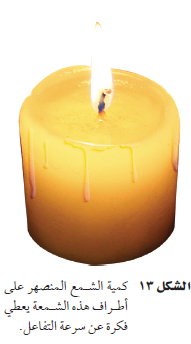 الشكل ١٣ كمية الشمع المنصهر على
أطراف هذه الشمعة يعطي
فكرة عن سرعة التفاعل.